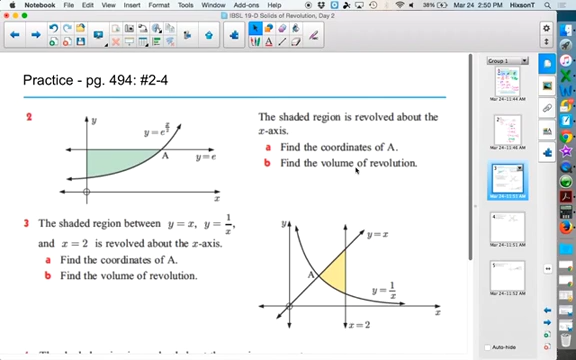 Notebook File Edit View Insert Format Tools Window Help
38% Mar 24 2:50 PM HixsonT
IBSL 19-D Solids of Revolution, Day 2
Group 1
Practice - pg. 494: #2-4
2
y
y = e^{x/2}
A
y = e
x
The shaded region is revolved about the
x-axis.
a Find the coordinates of A.
b Find the volume of revolution.
3 The shaded region between y = x, y = 1/x,
and x = 2 is revolved about the x-axis.
a Find the coordinates of A.
b Find the volume of revolution.
y
y = x
A
y = 1/x
x
x = 2
Mar 24-11:44 AM
Mar 24-11:48 AM
Mar 24-11:51 AM
Mar 24-11:51 AM
Mar 24-11:52 AM
Auto-hide